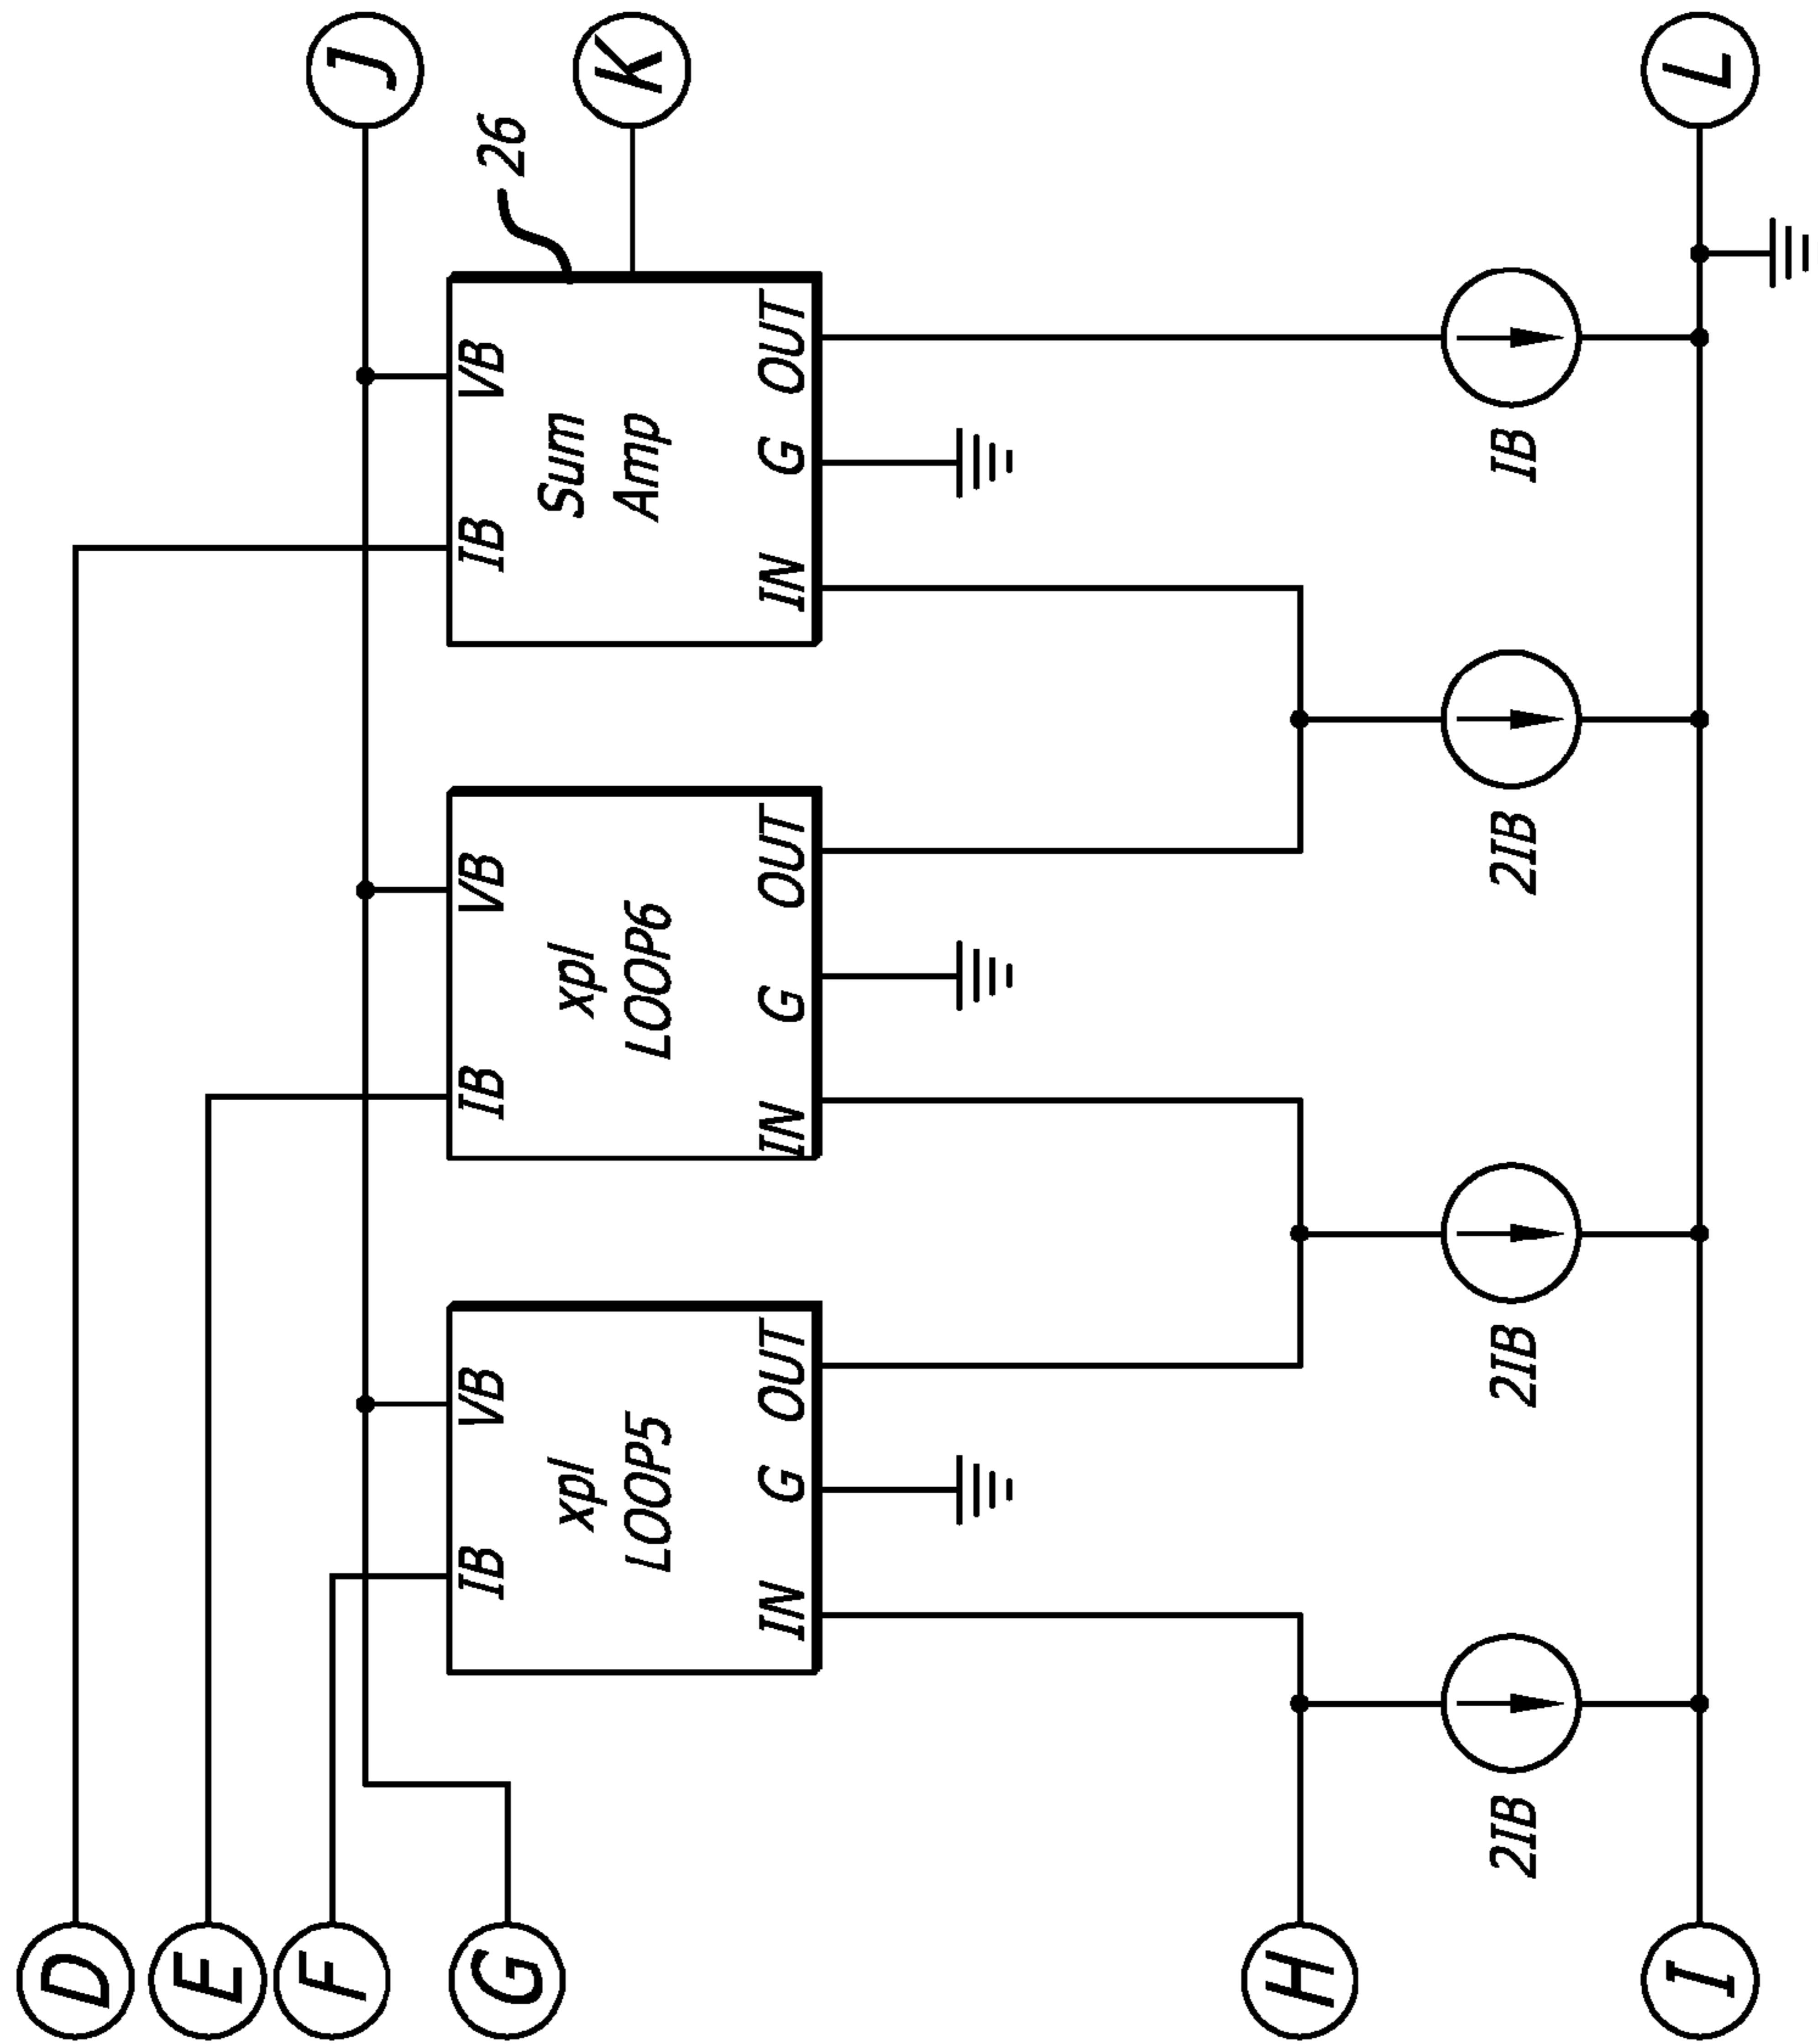 D
E
F
G
H
I
J
K
L
26
IB
VB
xpl
LOOP5
IN
G
OUT
IB
VB
xpl
LOOP6
IN
G
OUT
IB
VB
Sum
Amp
IN
G
OUT
2IB
2IB
2IB
IB